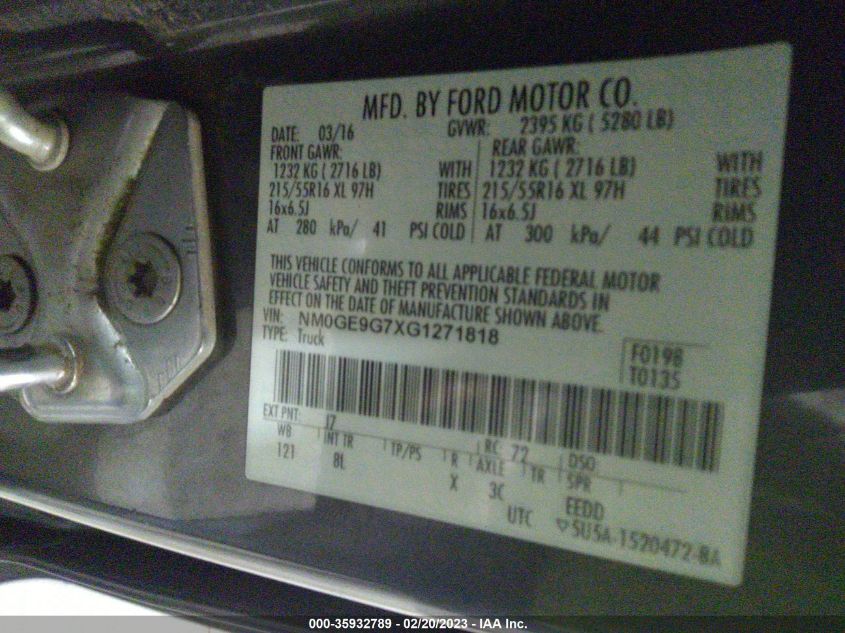 MFD. BY FORD MOTOR CO.
DATE: 03/16 GVWR: 2395 KG ( 5280 LB)
FRONT GAWR: REAR GAWR:
1232 KG ( 2716 LB) WITH 1232 KG ( 2716 LB) WITH
215/55R16 XL 97H TIRES 215/55R16 XL 97H TIRES
16x6.5J RIMS 16x6.5J RIMS
AT 280 kPa/ 41 PSI COLD AT 300 kPa/ 44 PSI COLD
THIS VEHICLE CONFORMS TO ALL APPLICABLE FEDERAL MOTOR
VEHICLE SAFETY AND THEFT PREVENTION STANDARDS IN
EFFECT ON THE DATE OF MANUFACTURE SHOWN ABOVE.
VIN: NM0GE9G7XG1271818
TYPE: Truck
F0198
T0135
EXT PNT: J7 RC: 72 DSO:
WB INT TR TP/PS R AXLE TR SPR
121 8L X 3C EEDD
UTC 5U5A-1520472-BA
000-35932789 - 02/20/2023 - IAA Inc.